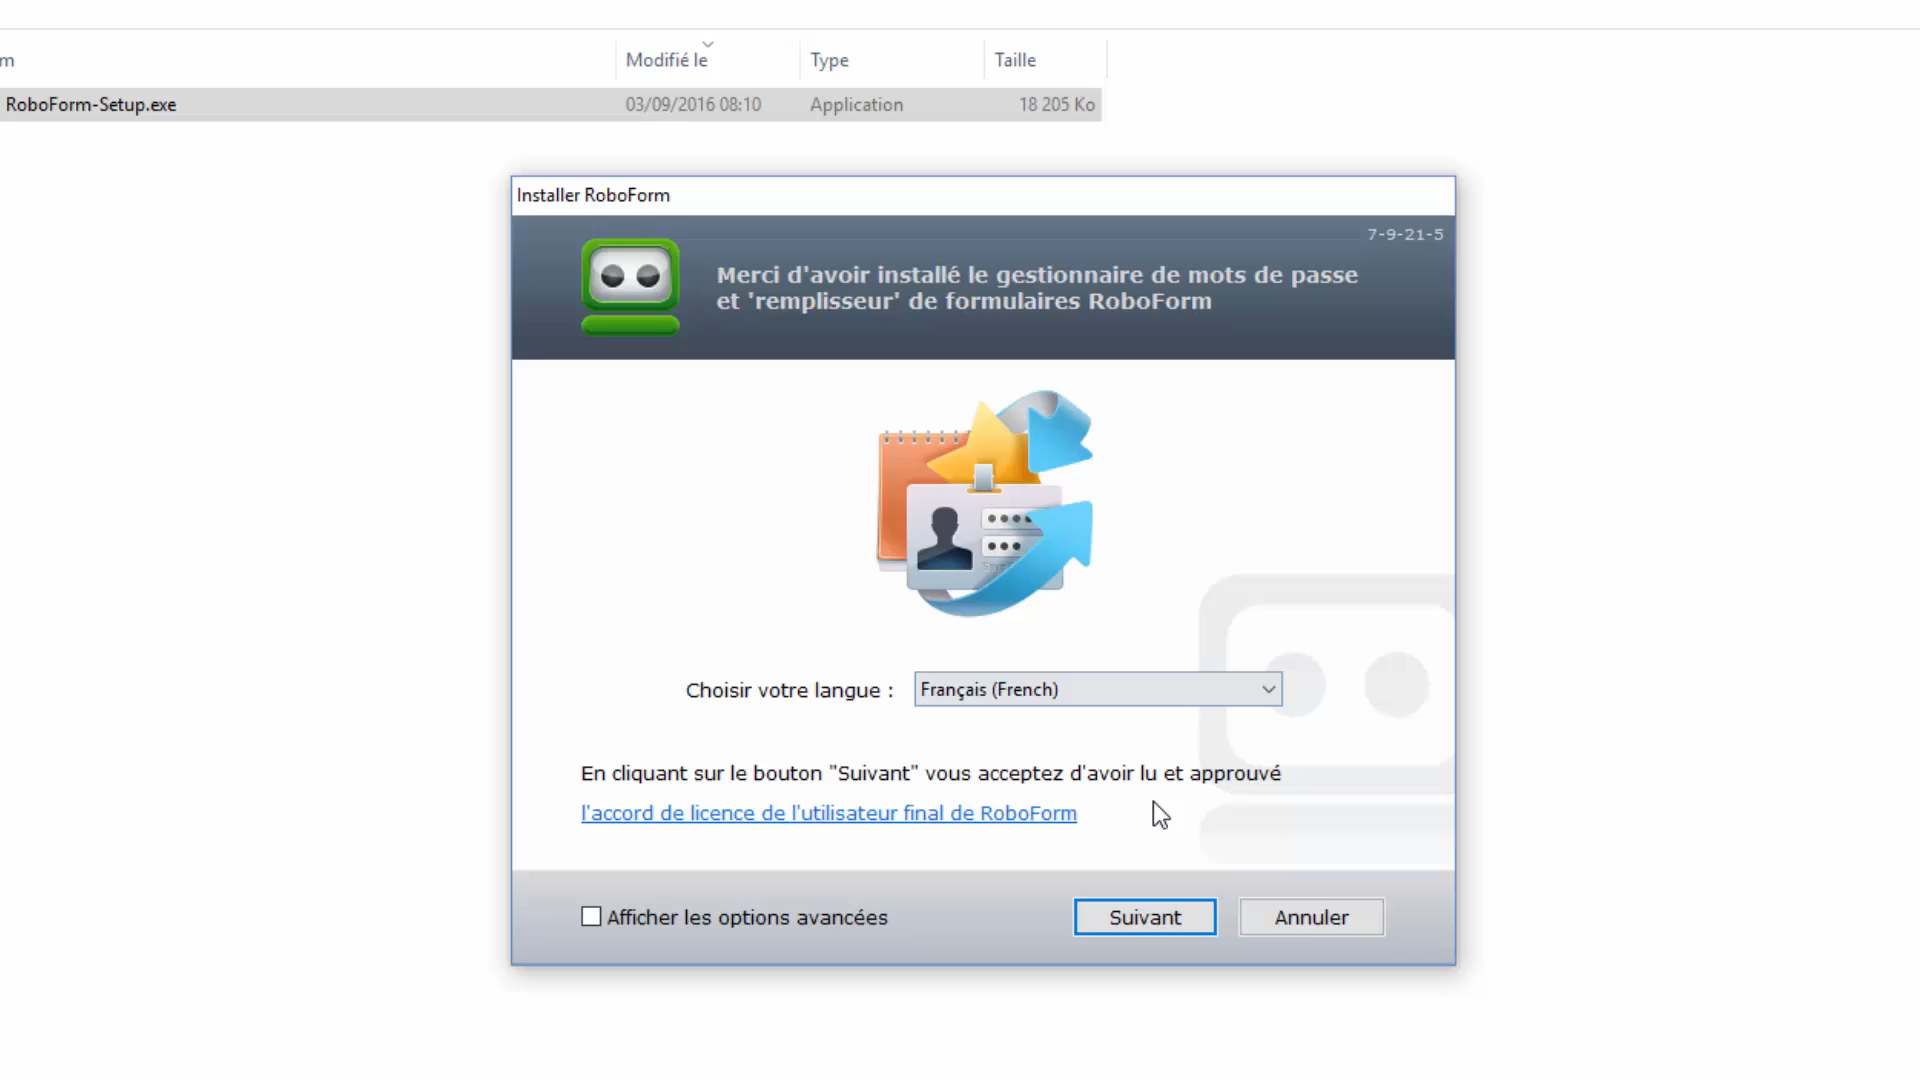 m
Modifié le
Type
Taille
RoboForm-Setup.exe
03/09/2016 08:10
Application
18 205 Ko
Installer RoboForm
7-9-21-5
Merci d'avoir installé le gestionnaire de mots de passe
et 'remplisseur' de formulaires RoboForm
Choisir votre langue :
Français (French)
En cliquant sur le bouton "Suivant" vous acceptez d'avoir lu et approuvé
l'accord de licence de l'utilisateur final de RoboForm
Afficher les options avancées
Suivant
Annuler